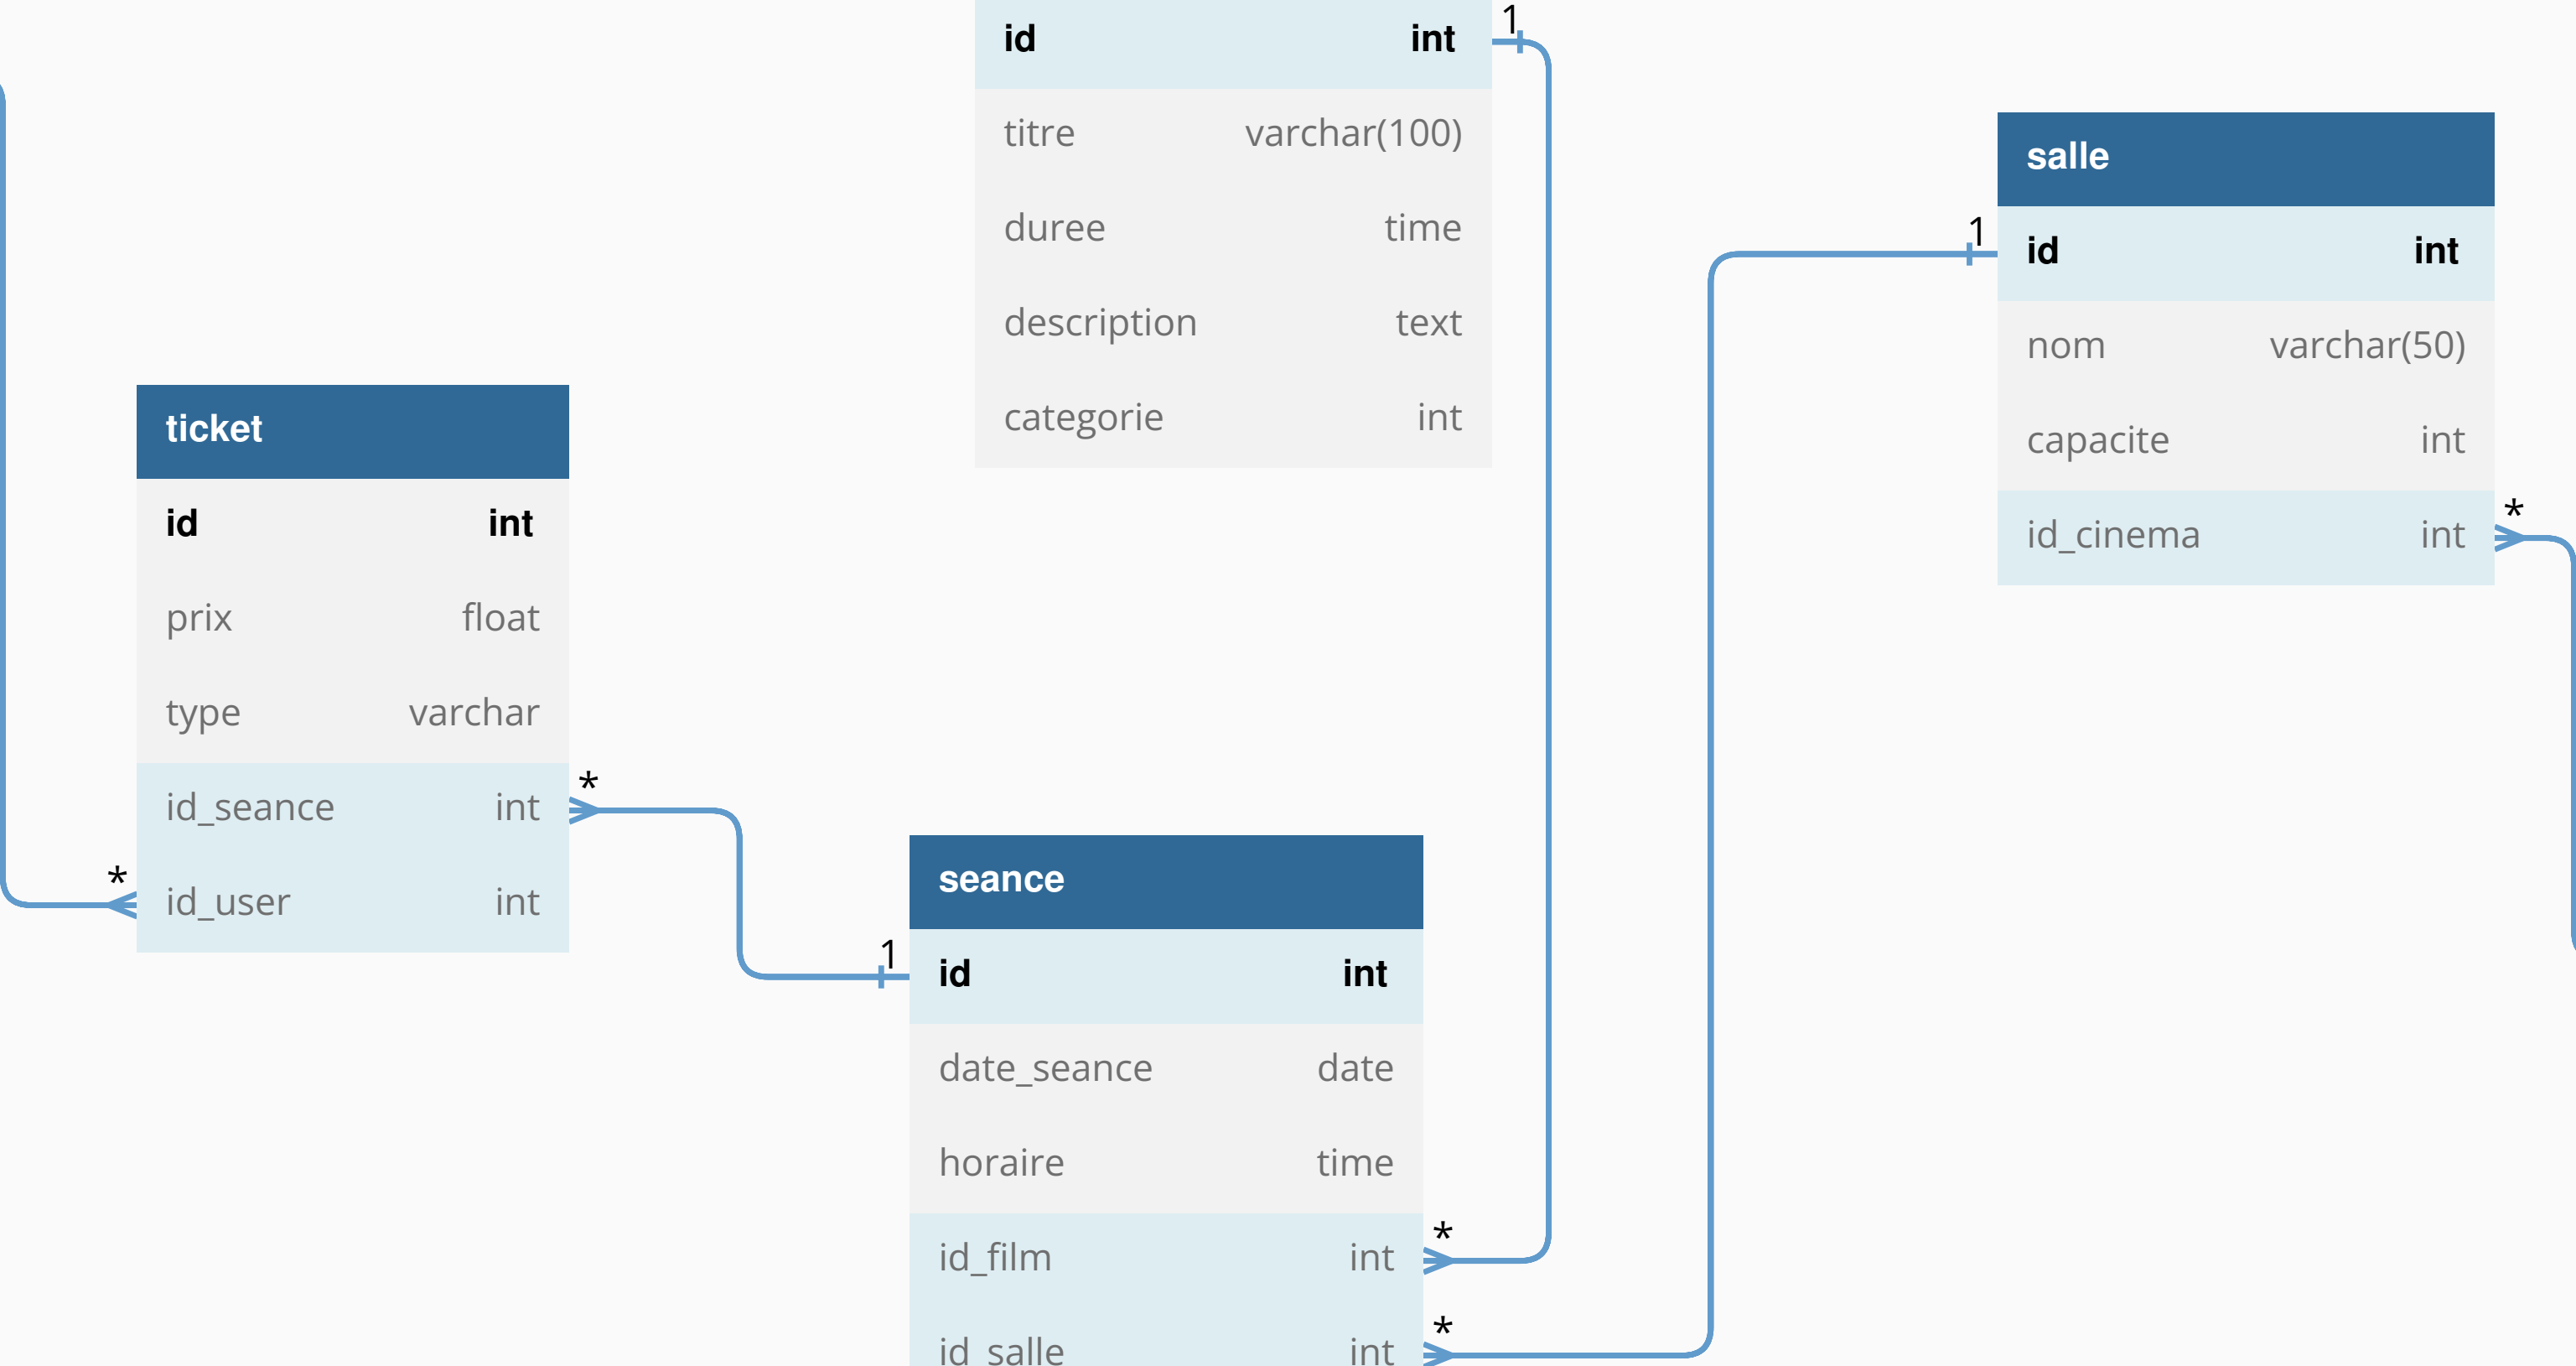 id int
titre varchar(100)
duree time
description text
categorie int
1
salle
id int
nom varchar(50)
capacite int
id_cinema int
1
*
ticket
id int
prix float
type varchar
id_seance int
id_user int
*
*
seance
id int
date_seance date
horaire time
id_film int
id_salle int
1
*
*